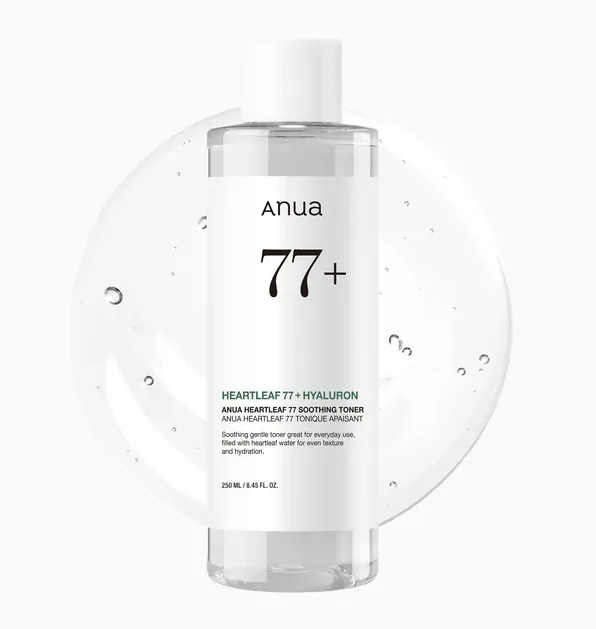 Anua
77+
HEARTLEAF 77 + HYALURON
ANUA HEARTLEAF 77 SOOTHING TONER
ANUA HEARTLEAF 77 TONIQUE APAISANT
Soothing gentle toner great for everyday use,
filled with heartleaf water for even texture
and hydration.
250 ML / 8.45 FL. OZ.